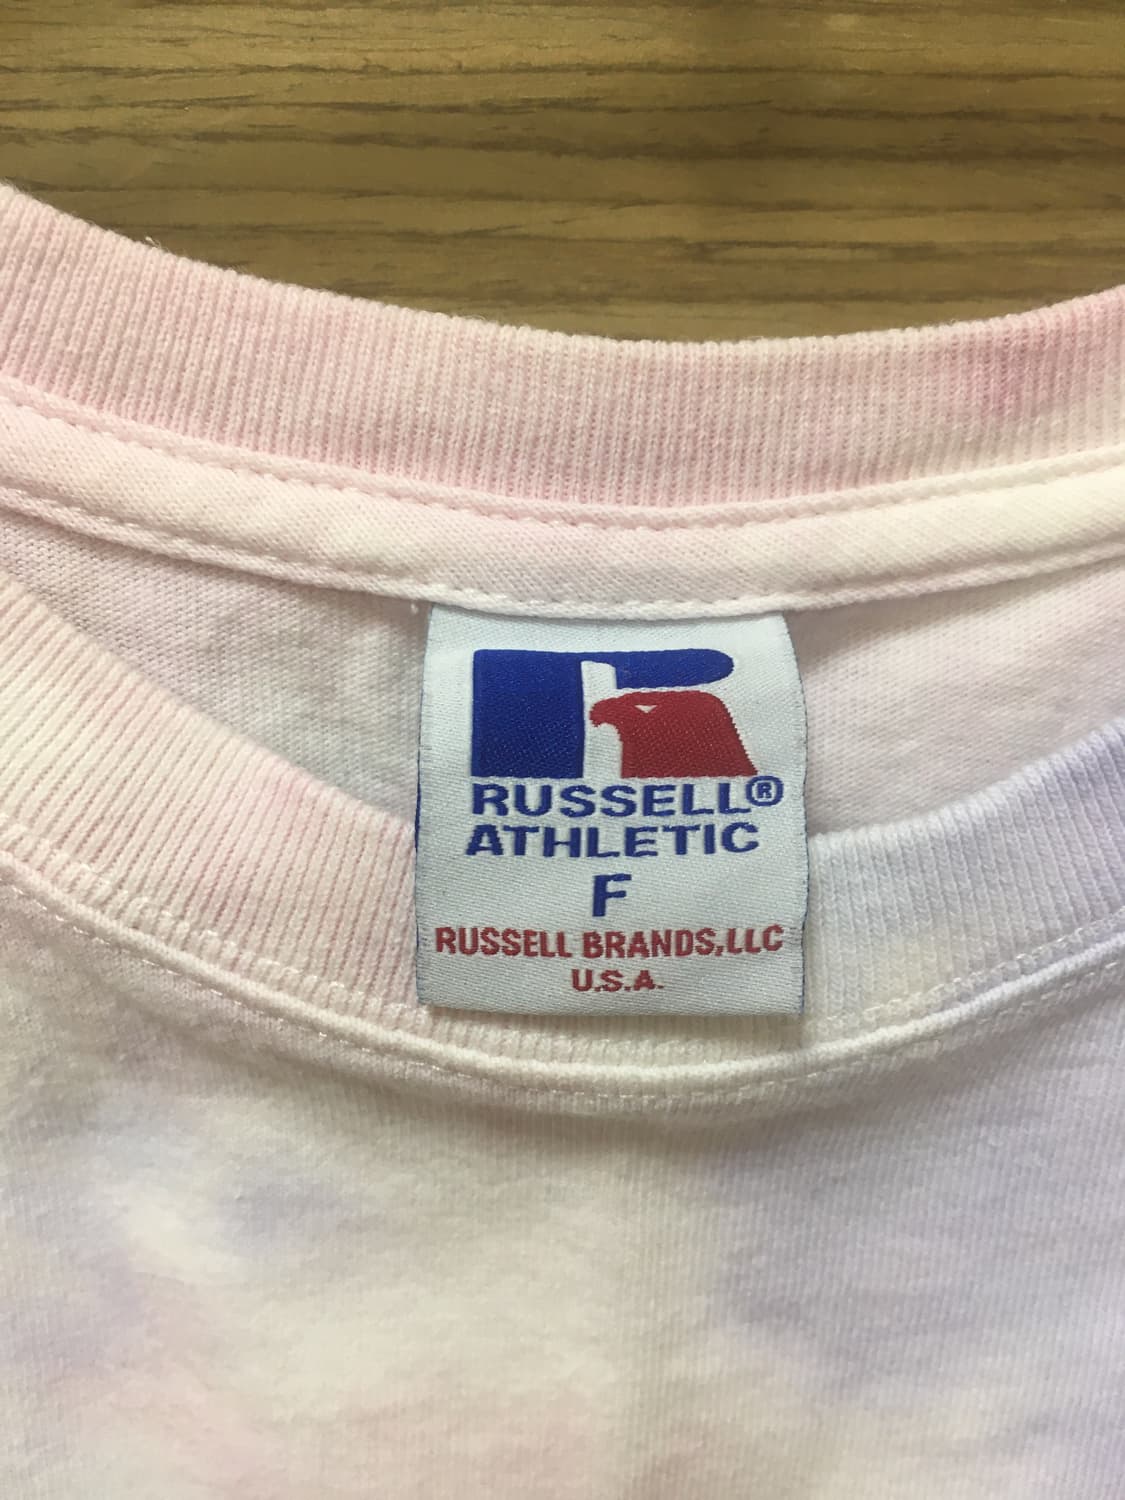 RUSSELL®
ATHLETIC
F
RUSSELL BRANDS,LLC
U.S.A.